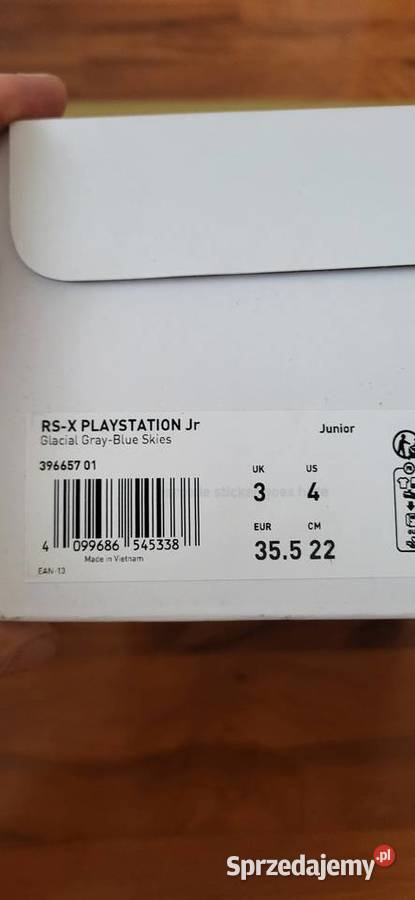 RS-X PLAYSTATION Jr
Junior
Glacial Gray-Blue Skies
396657 01
UK US
3 4
EUR CM
35.5 22
4 099686 545338
Made in Vietnam
EAN-13
Sprzedajemy.pl